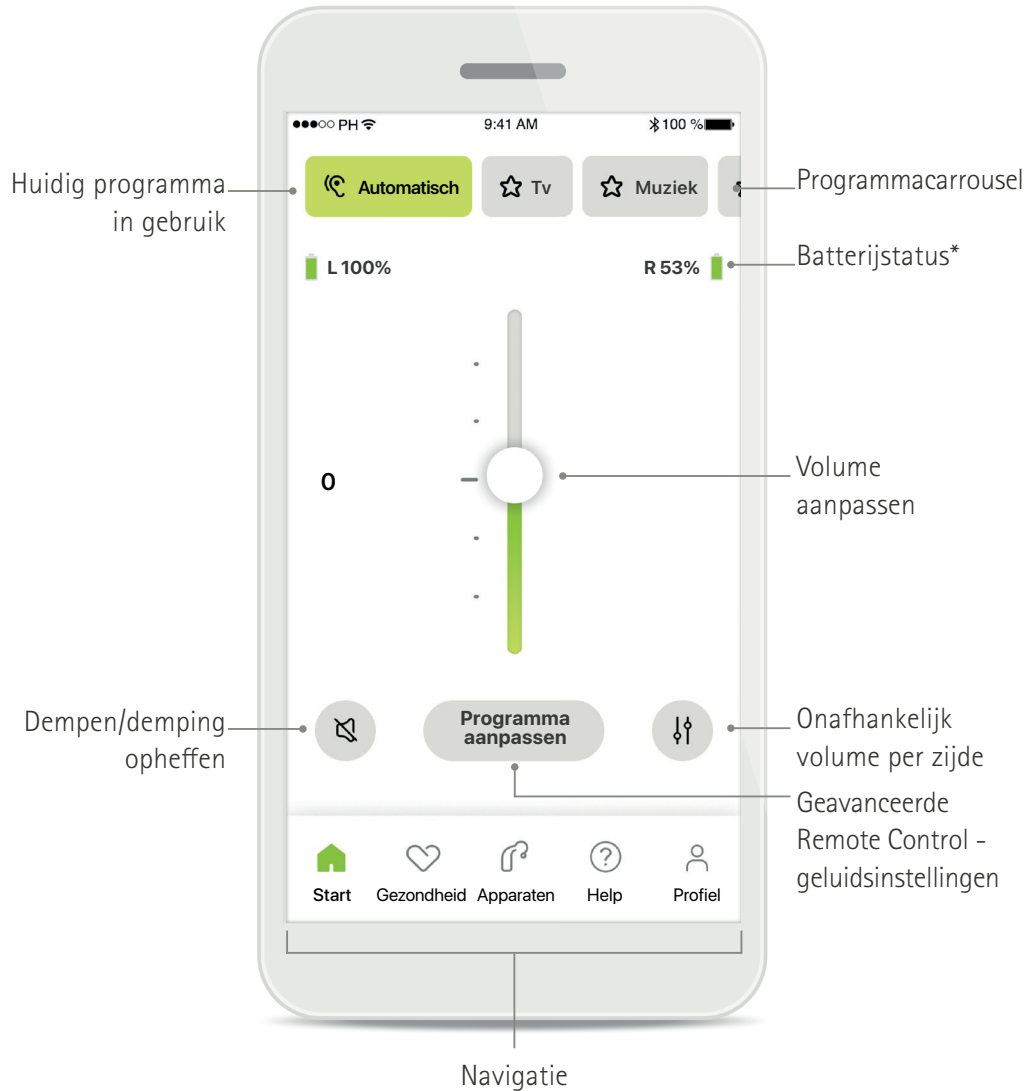 ●●●○○ PH 9:41 AM 100 %
Huidig programma
in gebruik
Automatisch
Tv
Muziek
Programmacarrousel
L 100%
R 53%
Batterijstatus*
0
Volume
aanpassen
Dempen/demping
opheffen
Programma
aanpassen
Onafhankelijk
volume per zijde
Geavanceerde
Remote Control -
geluidsinstellingen
Start Gezondheid Apparaten Help Profiel
Navigatie